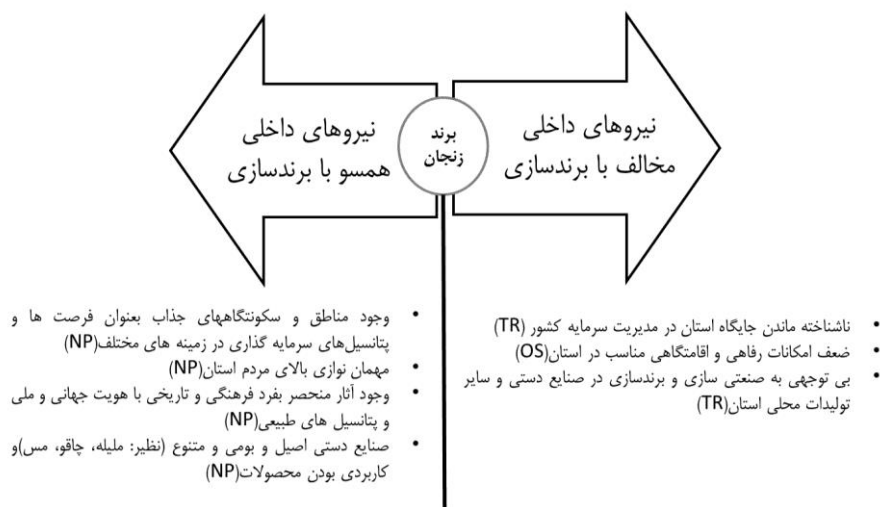 نیروهای داخلی
مخالف با برندسازی
برند
زنجان
نیروهای داخلی
همسو با برندسازی
• ناشناخته ماندن جایگاه استان در مدیریت سرمایه کشور (TR)
• ضعف امکانات رفاهی و اقامتگاهی مناسب در استان(OS)
• بی توجهی به صنعتی سازی و برندسازی در صنایع دستی و سایر
تولیدات محلی استان(TR)
• وجود مناطق و سکونتگاههای جذاب بعنوان فرصت ها و
پتانسیل‌های سرمایه گذاری در زمینه های مختلف(NP)
• مهمان نوازی بالای مردم استان(NP)
• وجود آثار منحصر بفرد فرهنگی و تاریخی با هویت جهانی و ملی
و پتانسیل های طبیعی(NP)
• صنایع دستی اصیل و بومی و متنوع (نظیر: ملیله، چاقو، مس)و
کاربردی بودن محصولات(NP)